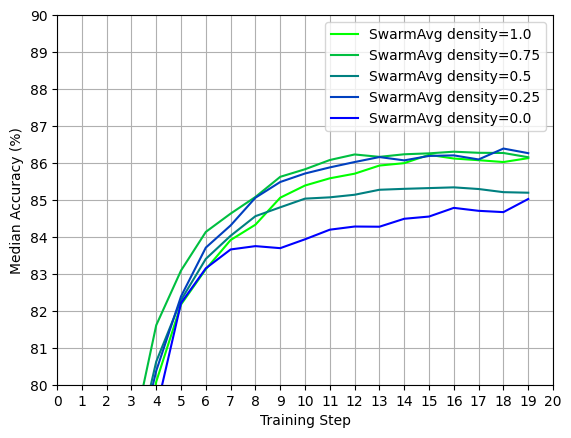 90
89
88
87
86
85
84
83
82
81
80
Median Accuracy (%)
SwarmAvg density=1.0
SwarmAvg density=0.75
SwarmAvg density=0.5
SwarmAvg density=0.25
SwarmAvg density=0.0
0 1 2 3 4 5 6 7 8 9 10 11 12 13 14 15 16 17 18 19 20
Training Step